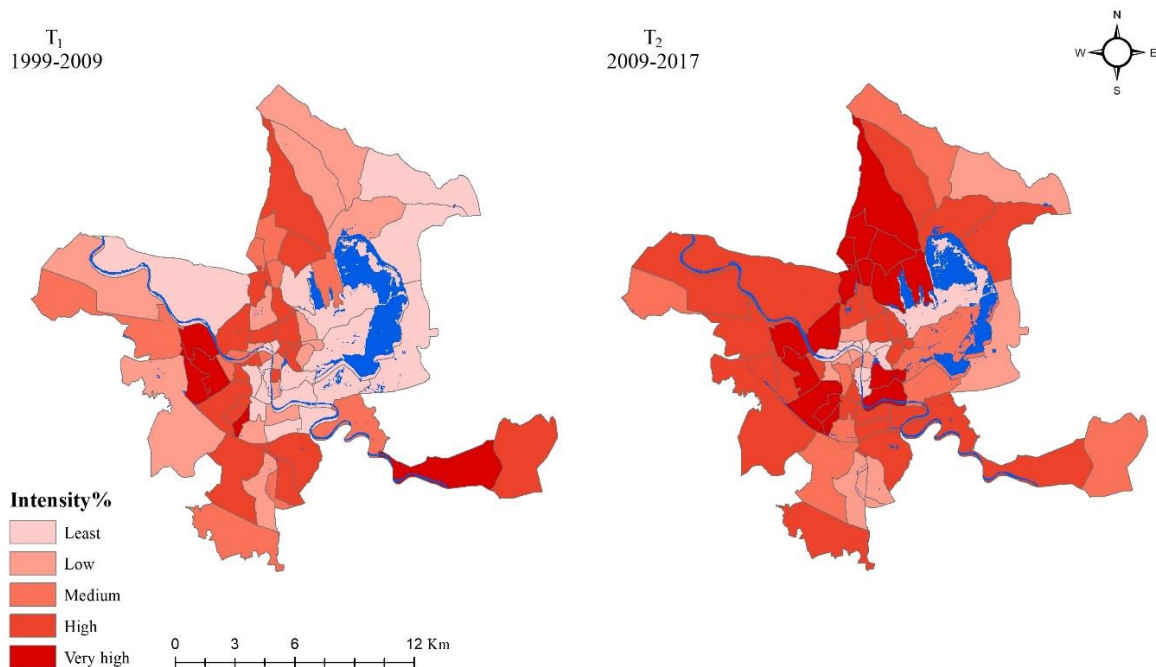 T1
1999-2009
T2
2009-2017
N
W E
S
Intensity%
Least
Low
Medium
High
Very high
0 3 6 12 Km